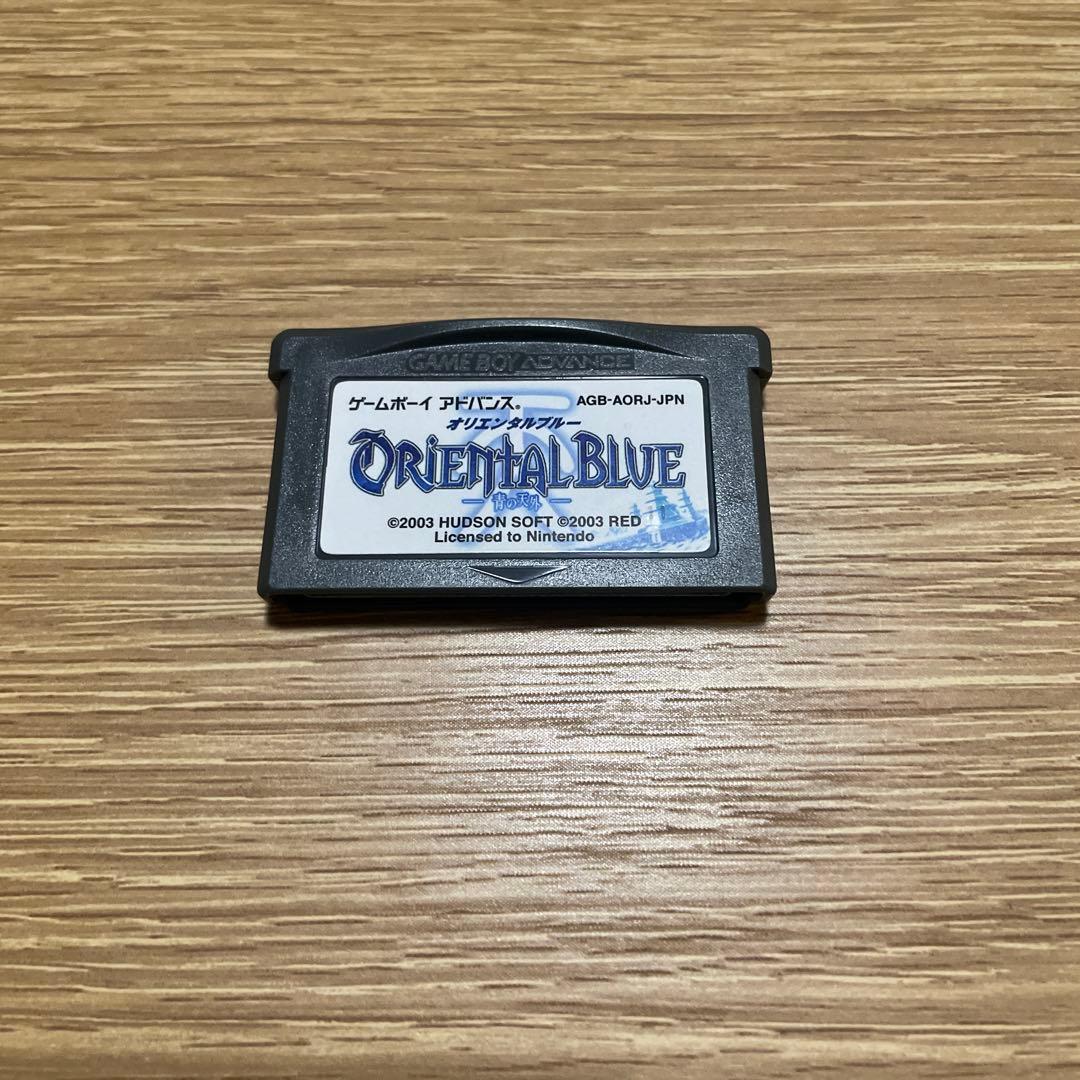 GAME BOY ADVANCE
ゲームボーイ アドバンス® AGB-AORJ-JPN
オリエンタルブルー
ORIENTAL BLUE
青の天外
©2003 HUDSON SOFT ©2003 RED
Licensed to Nintendo